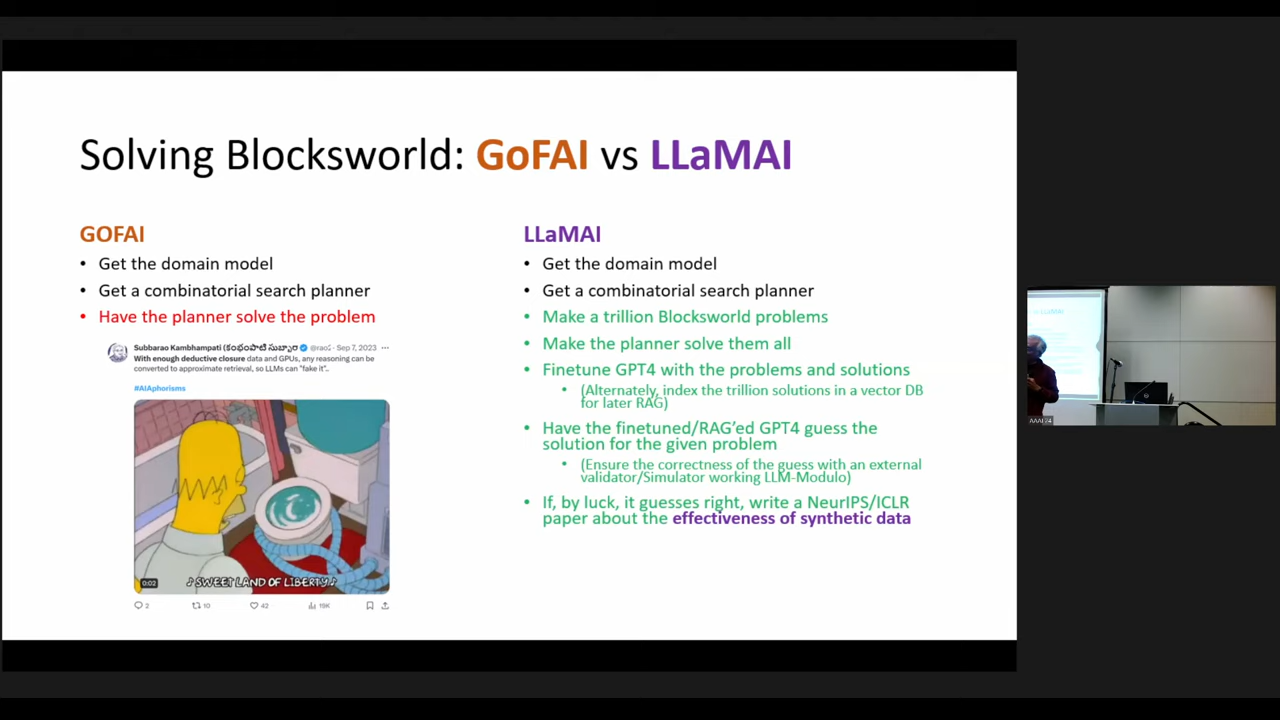 Solving Blocksworld: GoFAI vs LLaMAI
GOFAI
• Get the domain model
• Get a combinatorial search planner
• Have the planner solve the problem
Subbarao Kambhampati (కంభంపాటి సుబ్బారా @rao2 · Sep 7, 2023 ···
With enough deductive closure data and GPUs, any reasoning can be
converted to approximate retrieval, so LLMs can "fake it"..
#AIAphorisms
0:02
♪ SWEET LAND OF LIBERTY ♪
2 10 42 19K
LLaMAI
• Get the domain model
• Get a combinatorial search planner
• Make a trillion Blocksworld problems
• Make the planner solve them all
• Finetune GPT4 with the problems and solutions
• (Alternately, index the trillion solutions in a vector DB
for later RAG)
• Have the finetuned/RAG'ed GPT4 guess the
solution for the given problem
• (Ensure the correctness of the guess with an external
validator/Simulator working LLM-Modulo)
• If, by luck, it guesses right, write a NeurIPS/ICLR
paper about the effectiveness of synthetic data
AAAI 24